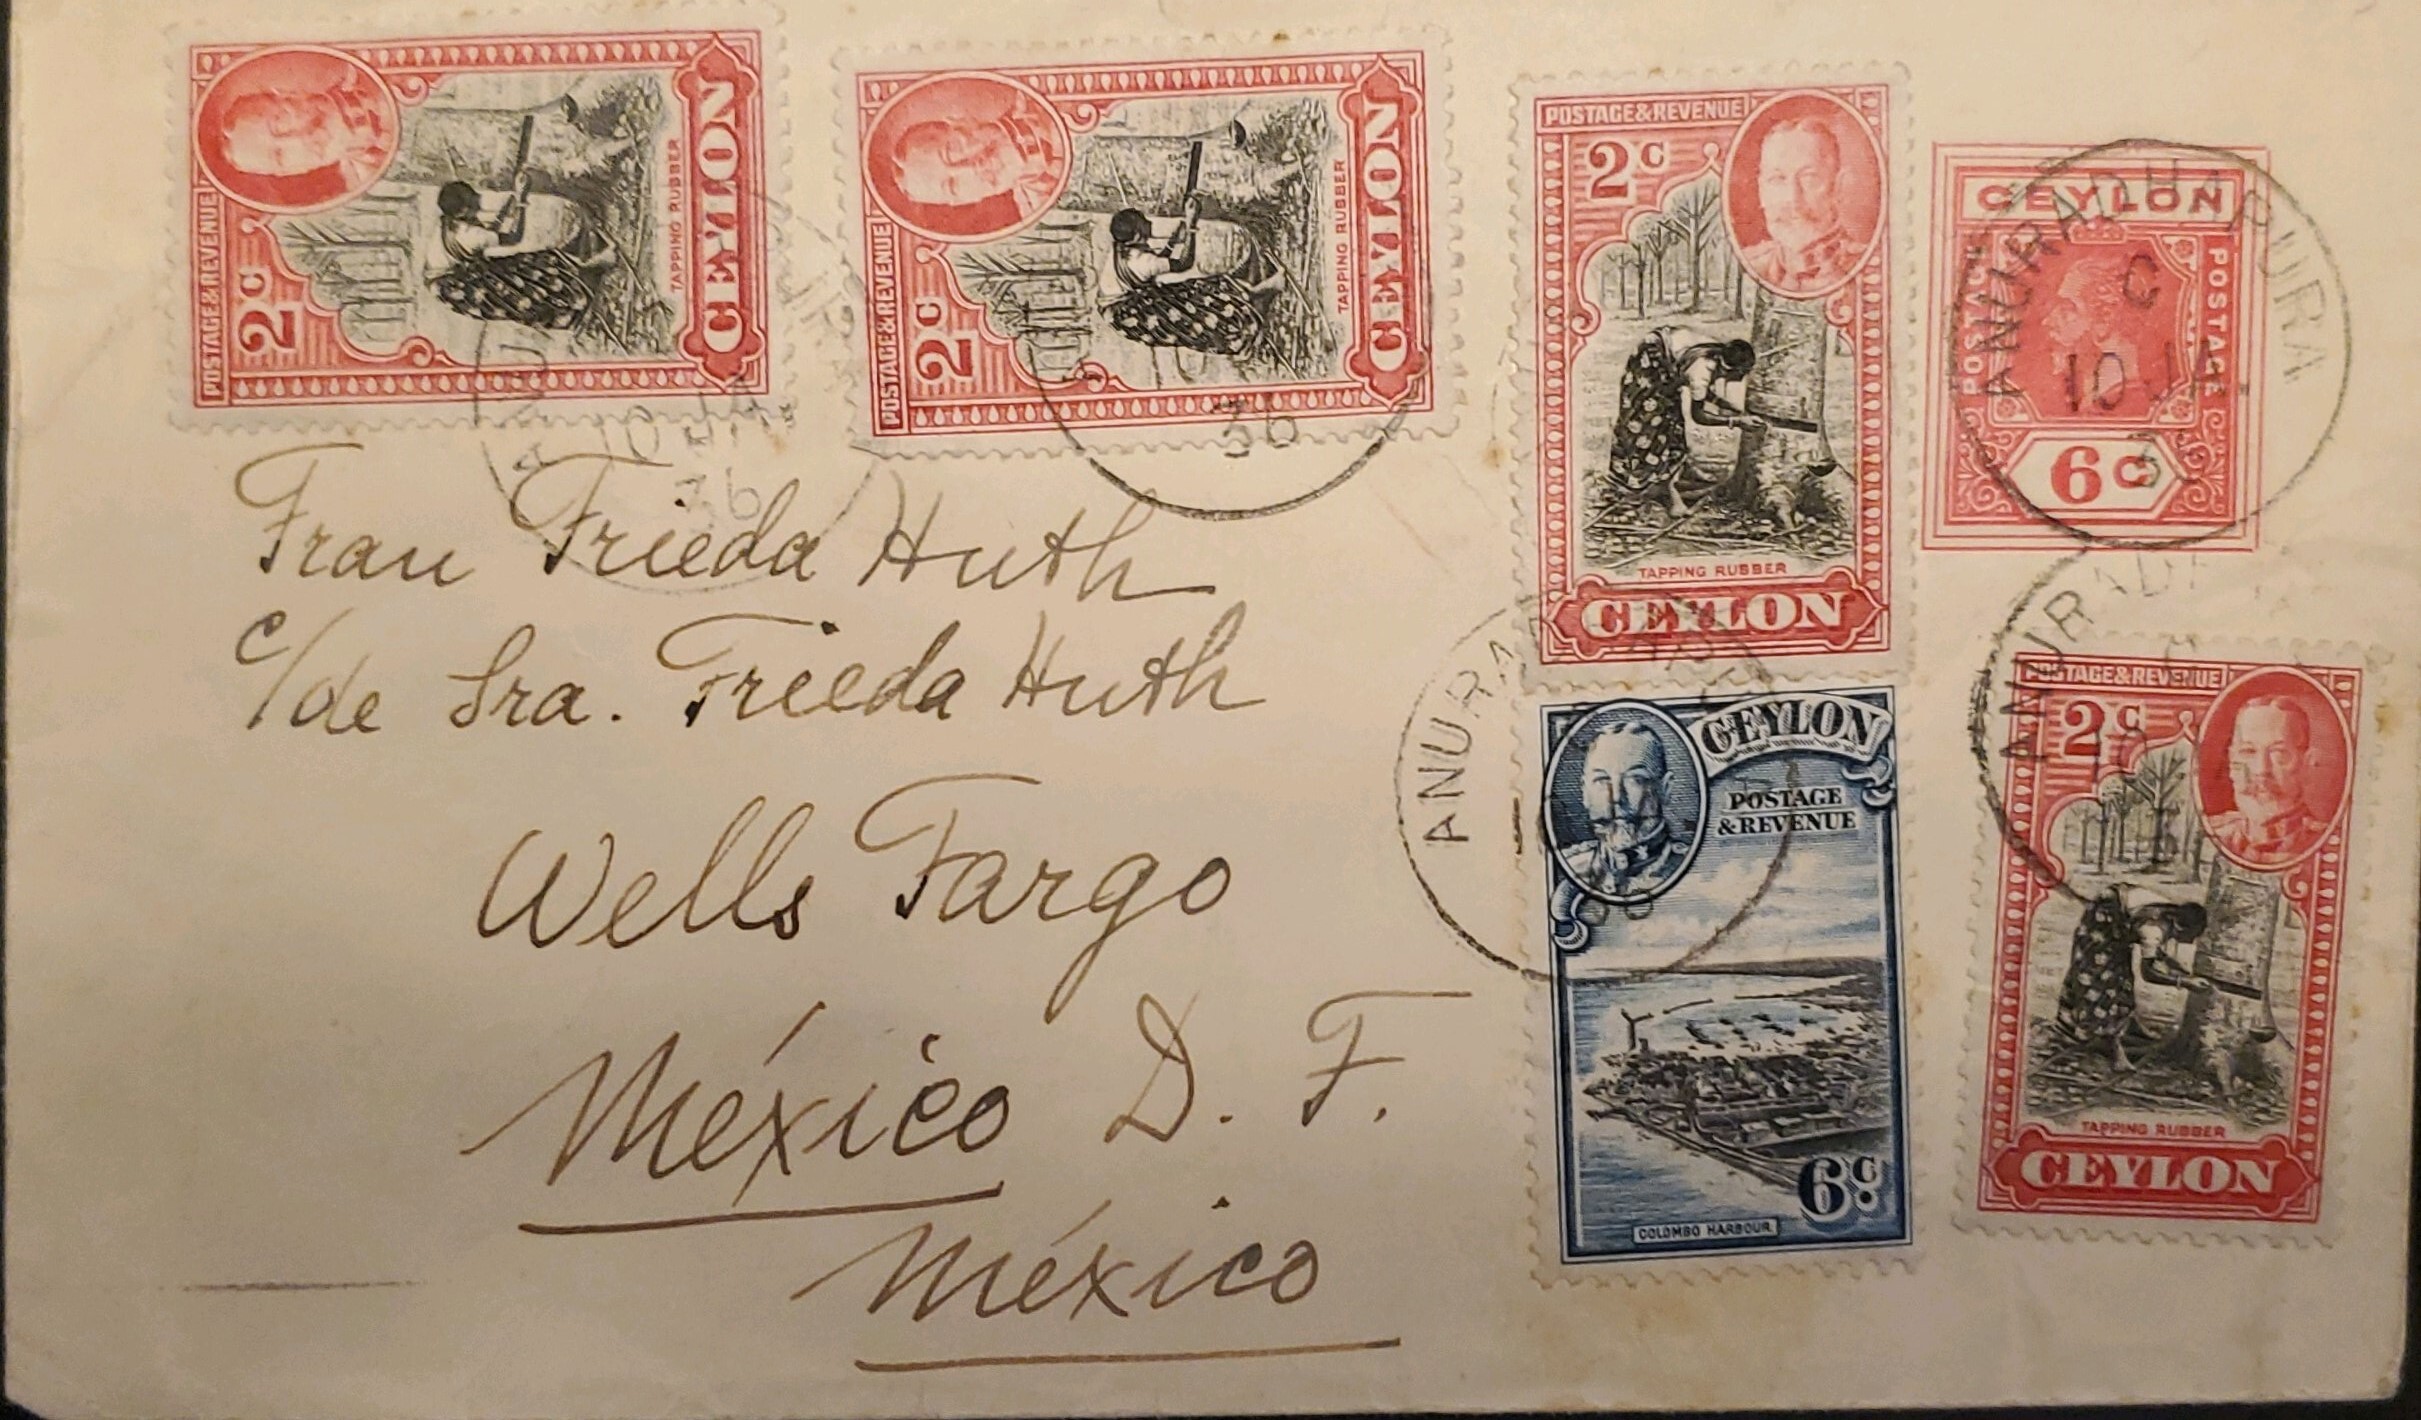 POSTAGE&REVENUE
2c
TAPPING RUBBER
CEYLON
POSTAGE&REVENUE
2c
TAPPING RUBBER
CEYLON
36
POSTAGE&REVENUE
2c
TAPPING RUBBER
CEYLON
CEYLON
POSTAGE
POSTAGE
6c
ANURADHAPURA
C
10 JA
36
Frau Frieda Huth
c/de Sra. Frieda Huth
Wells Fargo
México D. F.
México
CEYLON
POSTAGE
&REVENUE
COLOMBO HARBOUR
6c
POSTAGE&REVENUE
2c
TAPPING RUBBER
CEYLON